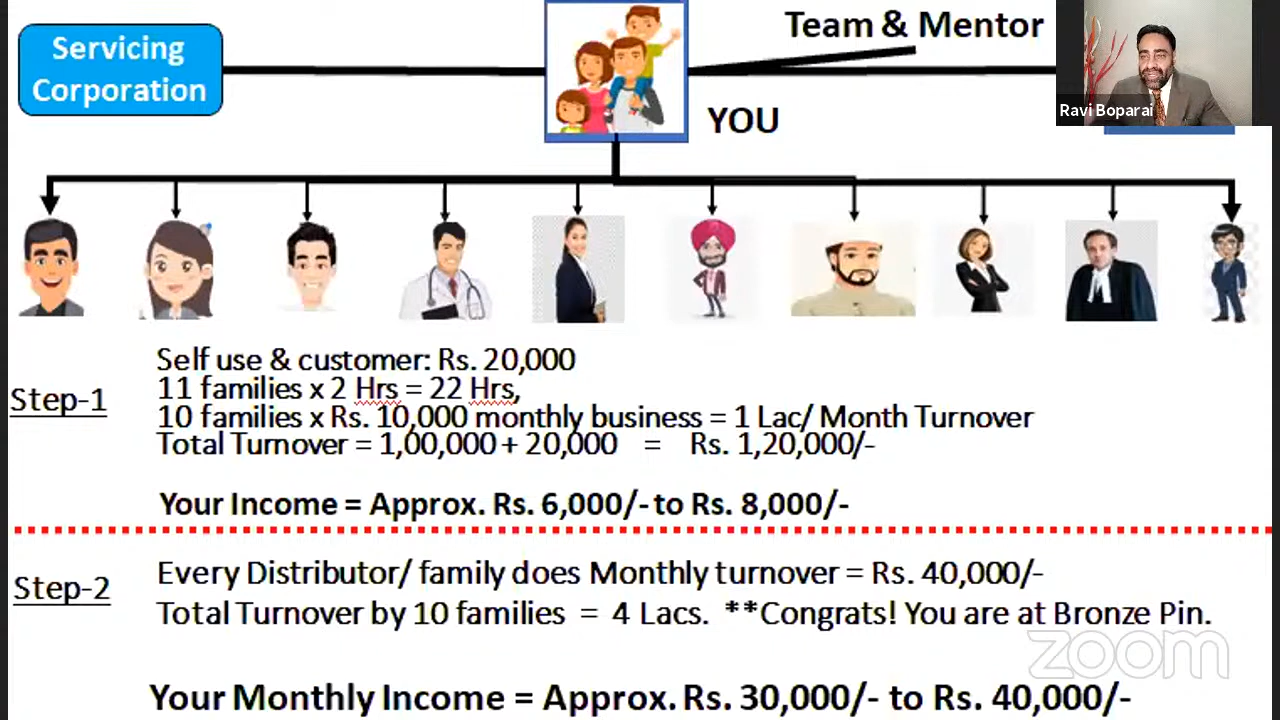 Servicing
Corporation
Team & Mentor
YOU
Ravi Boparai
Self use & customer: Rs. 20,000
Step-1
11 families x 2 Hrs = 22 Hrs,
10 families x Rs. 10,000 monthly business = 1 Lac/ Month Turnover
Total Turnover = 1,00,000 + 20,000 = Rs. 1,20,000/-
Your Income = Approx. Rs. 6,000/- to Rs. 8,000/-
Step-2
Every Distributor/ family does Monthly turnover = Rs. 40,000/-
Total Turnover by 10 families = 4 Lacs. **Congrats! You are at Bronze Pin.
zoom
Your Monthly Income = Approx. Rs. 30,000/- to Rs. 40,000/-